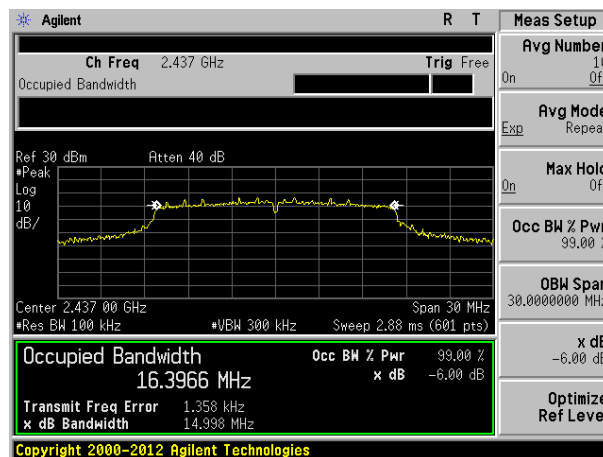 Agilent R T Meas Setup
Ch Freq 2.437 GHz Trig Free
Occupied Bandwidth
Avg Number
On
Avg Mode
Exp Repea
Max Hold
On
Occ BW % Pwr
99.00
OBW Span
30.0000000 MHz
x dB
-6.00 dB
Optimize
Ref Leve
Ref 30 dBm Atten 40 dB
#Peak
Log
10
dB/
Center 2.437 00 GHz Span 30 MHz
#Res BW 100 kHz #VBW 300 kHz Sweep 2.88 ms (601 pts)
Occupied Bandwidth Occ BW % Pwr 99.00 %
16.3966 MHz x dB -6.00 dB
Transmit Freq Error 1.358 kHz
x dB Bandwidth 14.998 MHz
Copyright 2000-2012 Agilent Technologies